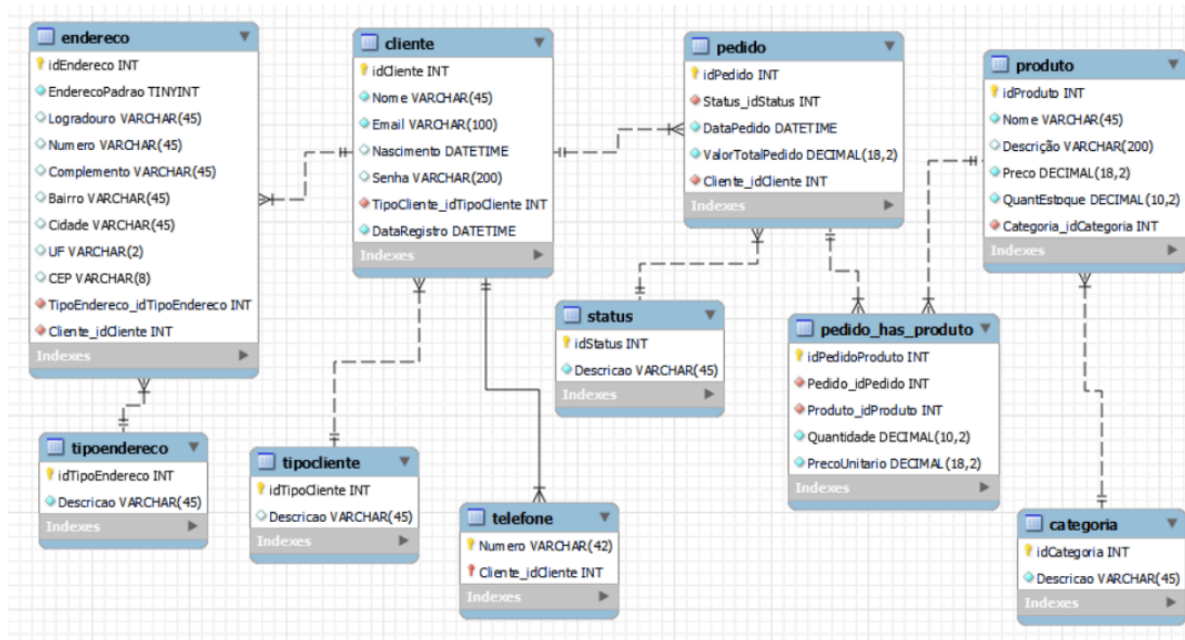 endereco
idEndereco INT
EnderecoPadrao TINYINT
Logradouro VARCHAR(45)
Numero VARCHAR(45)
Complemento VARCHAR(45)
Bairro VARCHAR(45)
Cidade VARCHAR(45)
UF VARCHAR(2)
CEP VARCHAR(8)
TipoEndereco_idTipoEndereco INT
Cliente_idCliente INT
Indexes
cliente
idCliente INT
Nome VARCHAR(45)
Email VARCHAR(100)
Nascimento DATETIME
Senha VARCHAR(200)
TipoCliente_idTipoCliente INT
DataRegistro DATETIME
Indexes
pedido
idPedido INT
Status_idStatus INT
DataPedido DATETIME
ValorTotalPedido DECIMAL(18,2)
Cliente_idCliente INT
Indexes
produto
idProduto INT
Nome VARCHAR(45)
Descrição VARCHAR(200)
Preco DECIMAL(18,2)
QuantEstoque DECIMAL(10,2)
Categoria_idCategoria INT
Indexes
status
idStatus INT
Descricao VARCHAR(45)
Indexes
pedido_has_produto
idPedidoProduto INT
Pedido_idPedido INT
Produto_idProduto INT
Quantidade DECIMAL(10,2)
PrecoUnitario DECIMAL(18,2)
Indexes
tipoendereco
idTipoEndereco INT
Descricao VARCHAR(45)
Indexes
tipocliente
idTipoCliente INT
Descricao VARCHAR(45)
Indexes
telefone
Numero VARCHAR(42)
Cliente_idCliente INT
Indexes
categoria
idCategoria INT
Descricao VARCHAR(45)
Indexes